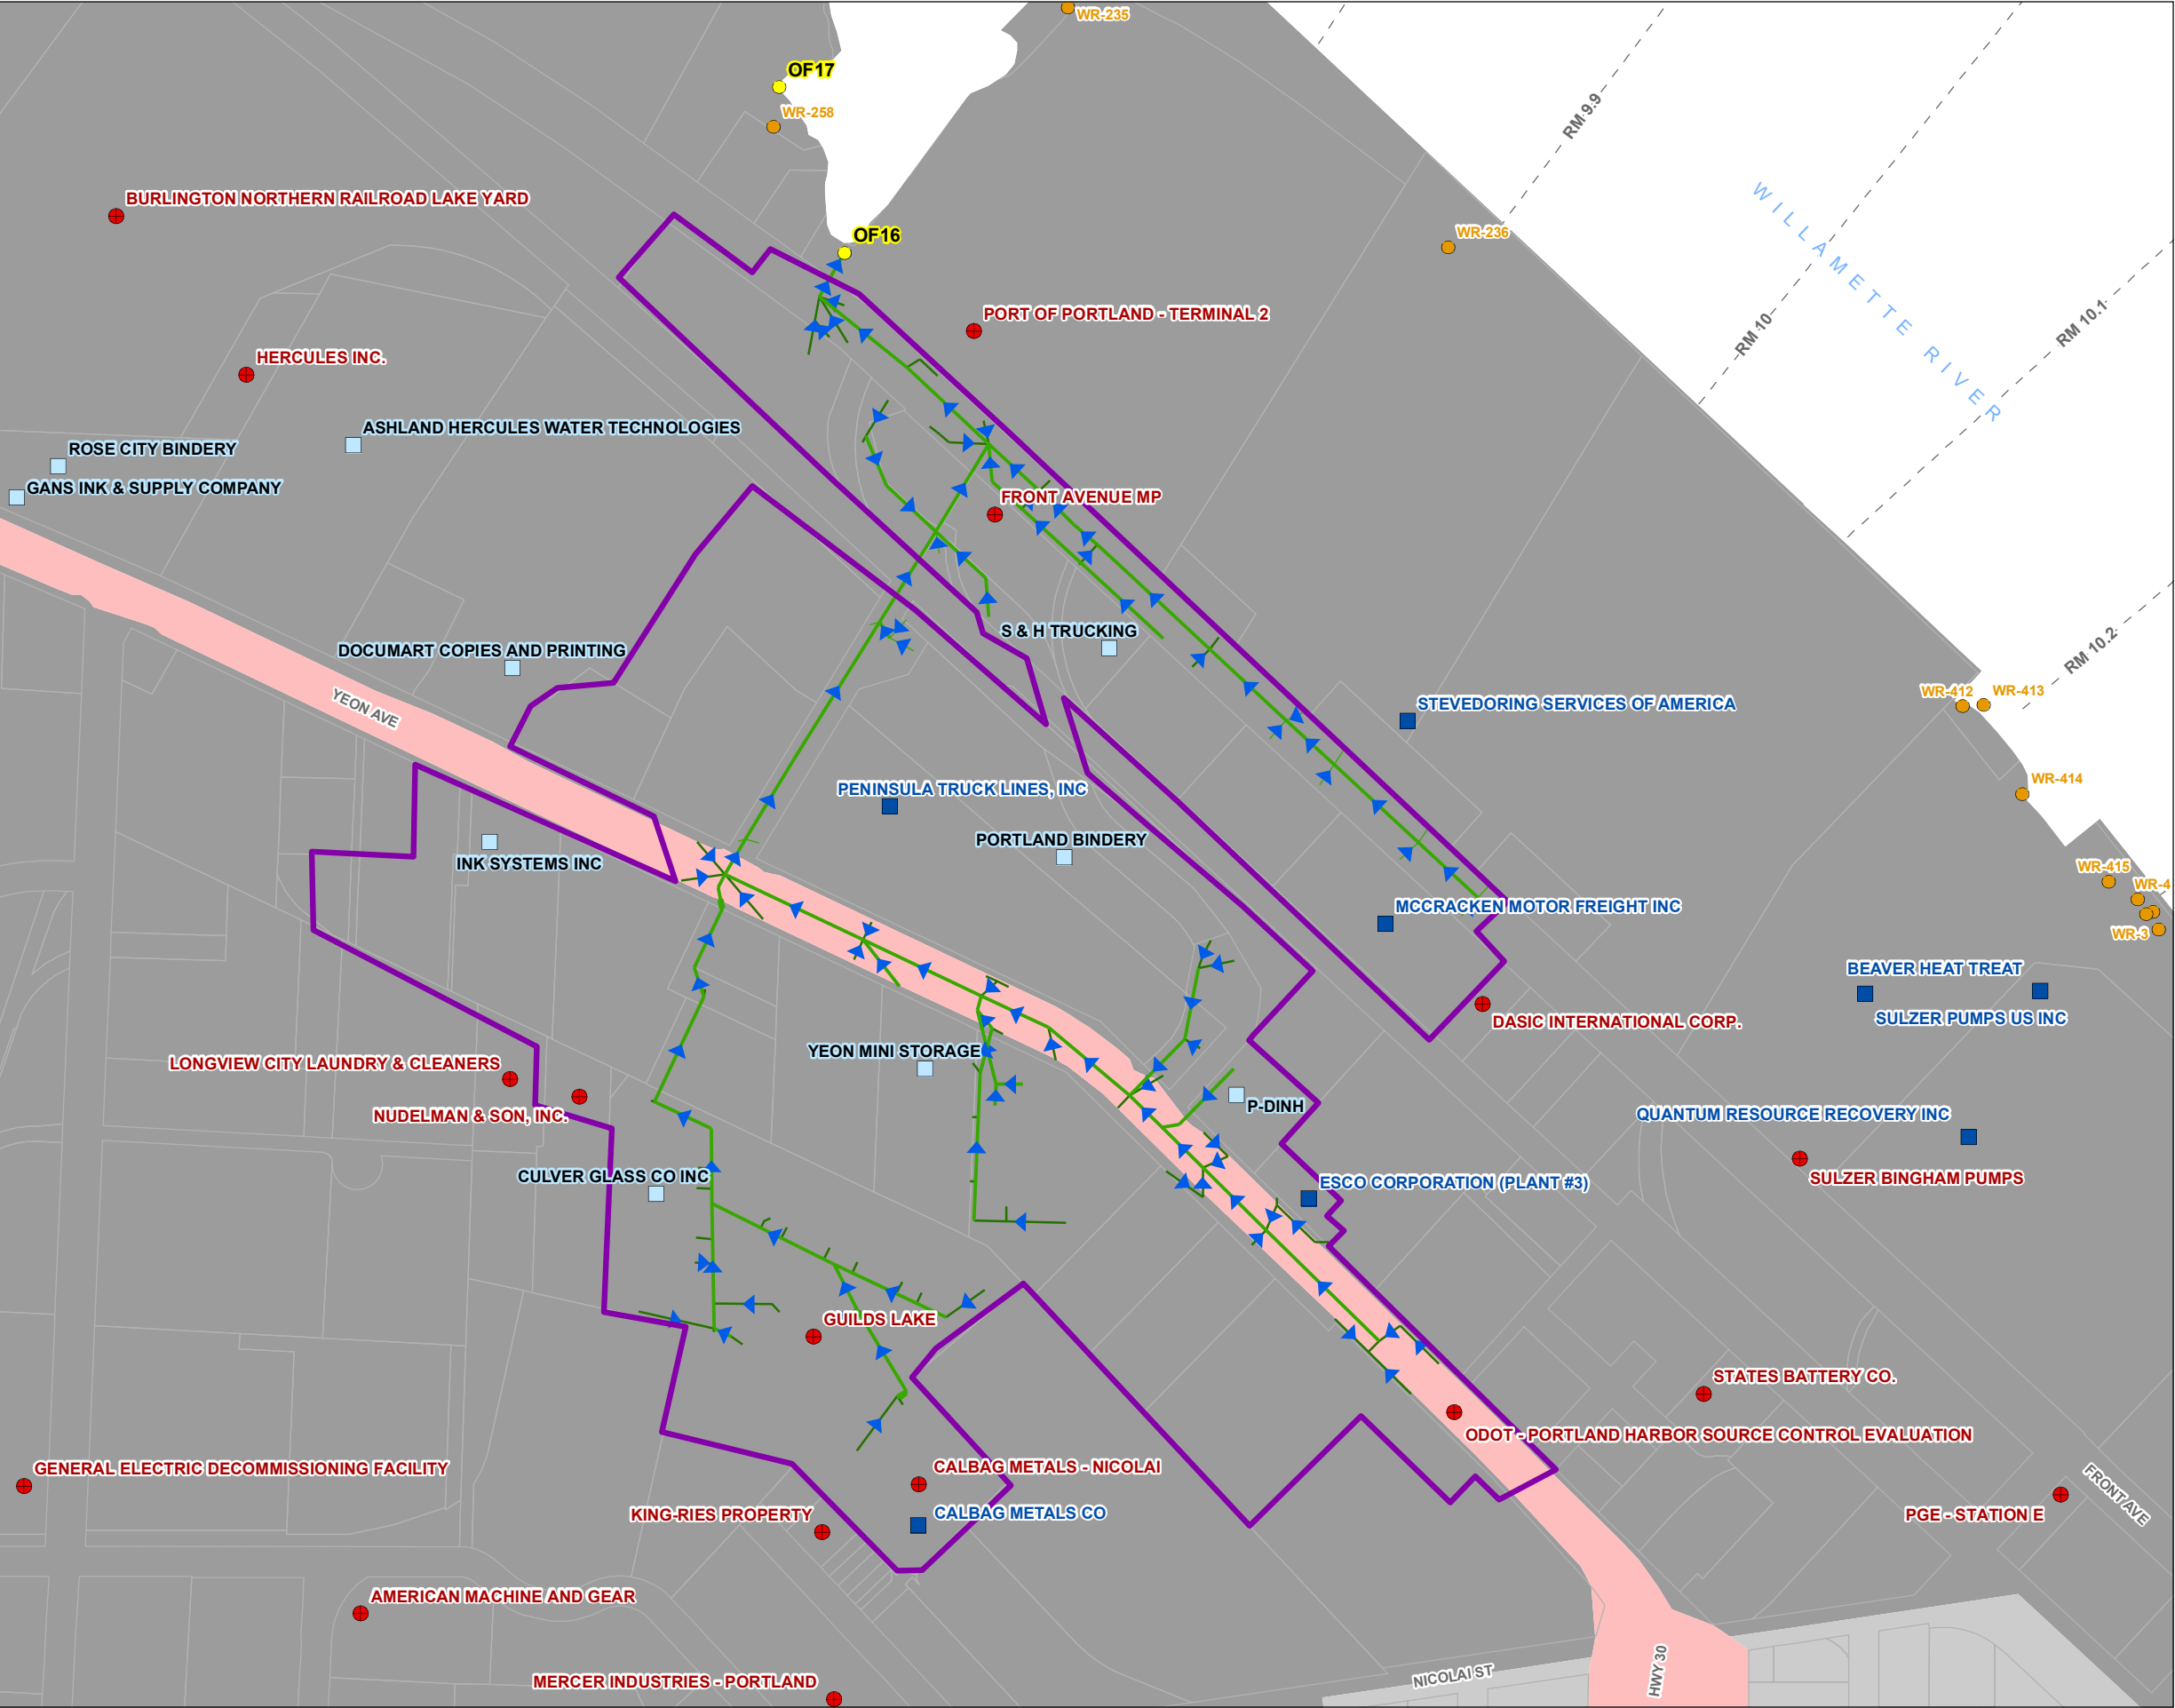 WR-235
OF17
WR-258
RM 9.9
BURLINGTON NORTHERN RAILROAD LAKE YARD
WILLAMETTE RIVER
OF16
WR-236
PORT OF PORTLAND - TERMINAL 2
RM 10
RM 10.1
HERCULES INC.
ASHLAND HERCULES WATER TECHNOLOGIES
ROSE CITY BINDERY
GANS INK & SUPPLY COMPANY
FRONT AVENUE MP
S & H TRUCKING
DOCUMART COPIES AND PRINTING
RM 10.2
YEON AVE
WR-412
WR-413
STEVEDORING SERVICES OF AMERICA
WR-414
PENINSULA TRUCK LINES, INC
PORTLAND BINDERY
INK SYSTEMS INC
WR-415
WR-4
MCCRACKEN MOTOR FREIGHT INC
WR-3
BEAVER HEAT TREAT
SULZER PUMPS US INC
DASIC INTERNATIONAL CORP.
YEON MINI STORAGE
LONGVIEW CITY LAUNDRY & CLEANERS
P-DINH
NUDELMAN & SON, INC.
QUANTUM RESOURCE RECOVERY INC
CULVER GLASS CO INC
ESCO CORPORATION (PLANT #3)
SULZER BINGHAM PUMPS
GUILDS LAKE
STATES BATTERY CO.
ODOT - PORTLAND HARBOR SOURCE CONTROL EVALUATION
GENERAL ELECTRIC DECOMMISSIONING FACILITY
CALBAG METALS - NICOLAI
FRONT AVE
KING-RIES PROPERTY
CALBAG METALS CO
PGE - STATION E
AMERICAN MACHINE AND GEAR
MERCER INDUSTRIES - PORTLAND
NICOLAI ST
HWY 30